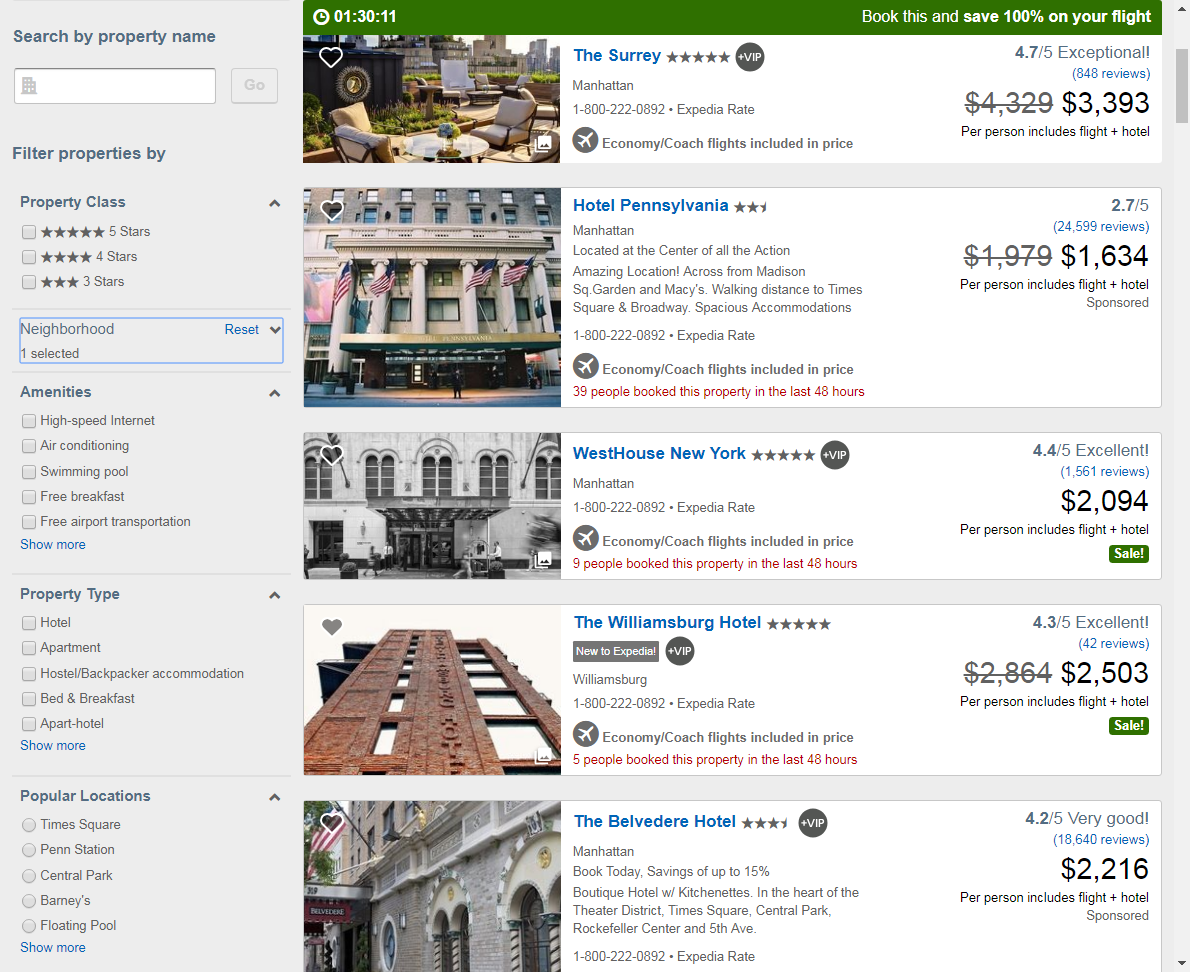 Search by property name
Go
Filter properties by
Property Class
5 Stars
4 Stars
3 Stars
Neighborhood Reset
1 selected
Amenities
High-speed Internet
Air conditioning
Swimming pool
Free breakfast
Free airport transportation
Show more
Property Type
Hotel
Apartment
Hostel/Backpacker accommodation
Bed & Breakfast
Apart-hotel
Show more
Popular Locations
Times Square
Penn Station
Central Park
Barney's
Floating Pool
Show more
01:30:11 Book this and save 100% on your flight
The Surrey +VIP
Manhattan
1-800-222-0892 • Expedia Rate
Economy/Coach flights included in price
4.7/5 Exceptional!
(848 reviews)
$4,329 $3,393
Per person includes flight + hotel
Hotel Pennsylvania
Manhattan
Located at the Center of all the Action
Amazing Location! Across from Madison
Sq.Garden and Macy's. Walking distance to Times
Square & Broadway. Spacious Accommodations
1-800-222-0892 • Expedia Rate
Economy/Coach flights included in price
39 people booked this property in the last 48 hours
2.7/5
(24,599 reviews)
$1,979 $1,634
Per person includes flight + hotel
Sponsored
WestHouse New York +VIP
Manhattan
1-800-222-0892 • Expedia Rate
Economy/Coach flights included in price
9 people booked this property in the last 48 hours
4.4/5 Excellent!
(1,561 reviews)
$2,094
Per person includes flight + hotel
Sale!
The Williamsburg Hotel
New to Expedia! +VIP
Williamsburg
1-800-222-0892 • Expedia Rate
Economy/Coach flights included in price
5 people booked this property in the last 48 hours
4.3/5 Excellent!
(42 reviews)
$2,864 $2,503
Per person includes flight + hotel
Sale!
319
BELVEDERE
The Belvedere Hotel +VIP
Manhattan
Book Today, Savings of up to 15%
Boutique Hotel w/ Kitchenettes. In the heart of the
Theater District, Times Square, Central Park,
Rockefeller Center and 5th Ave.
1-800-222-0892 • Expedia Rate
4.2/5 Very good!
(18,640 reviews)
$2,216
Per person includes flight + hotel
Sponsored